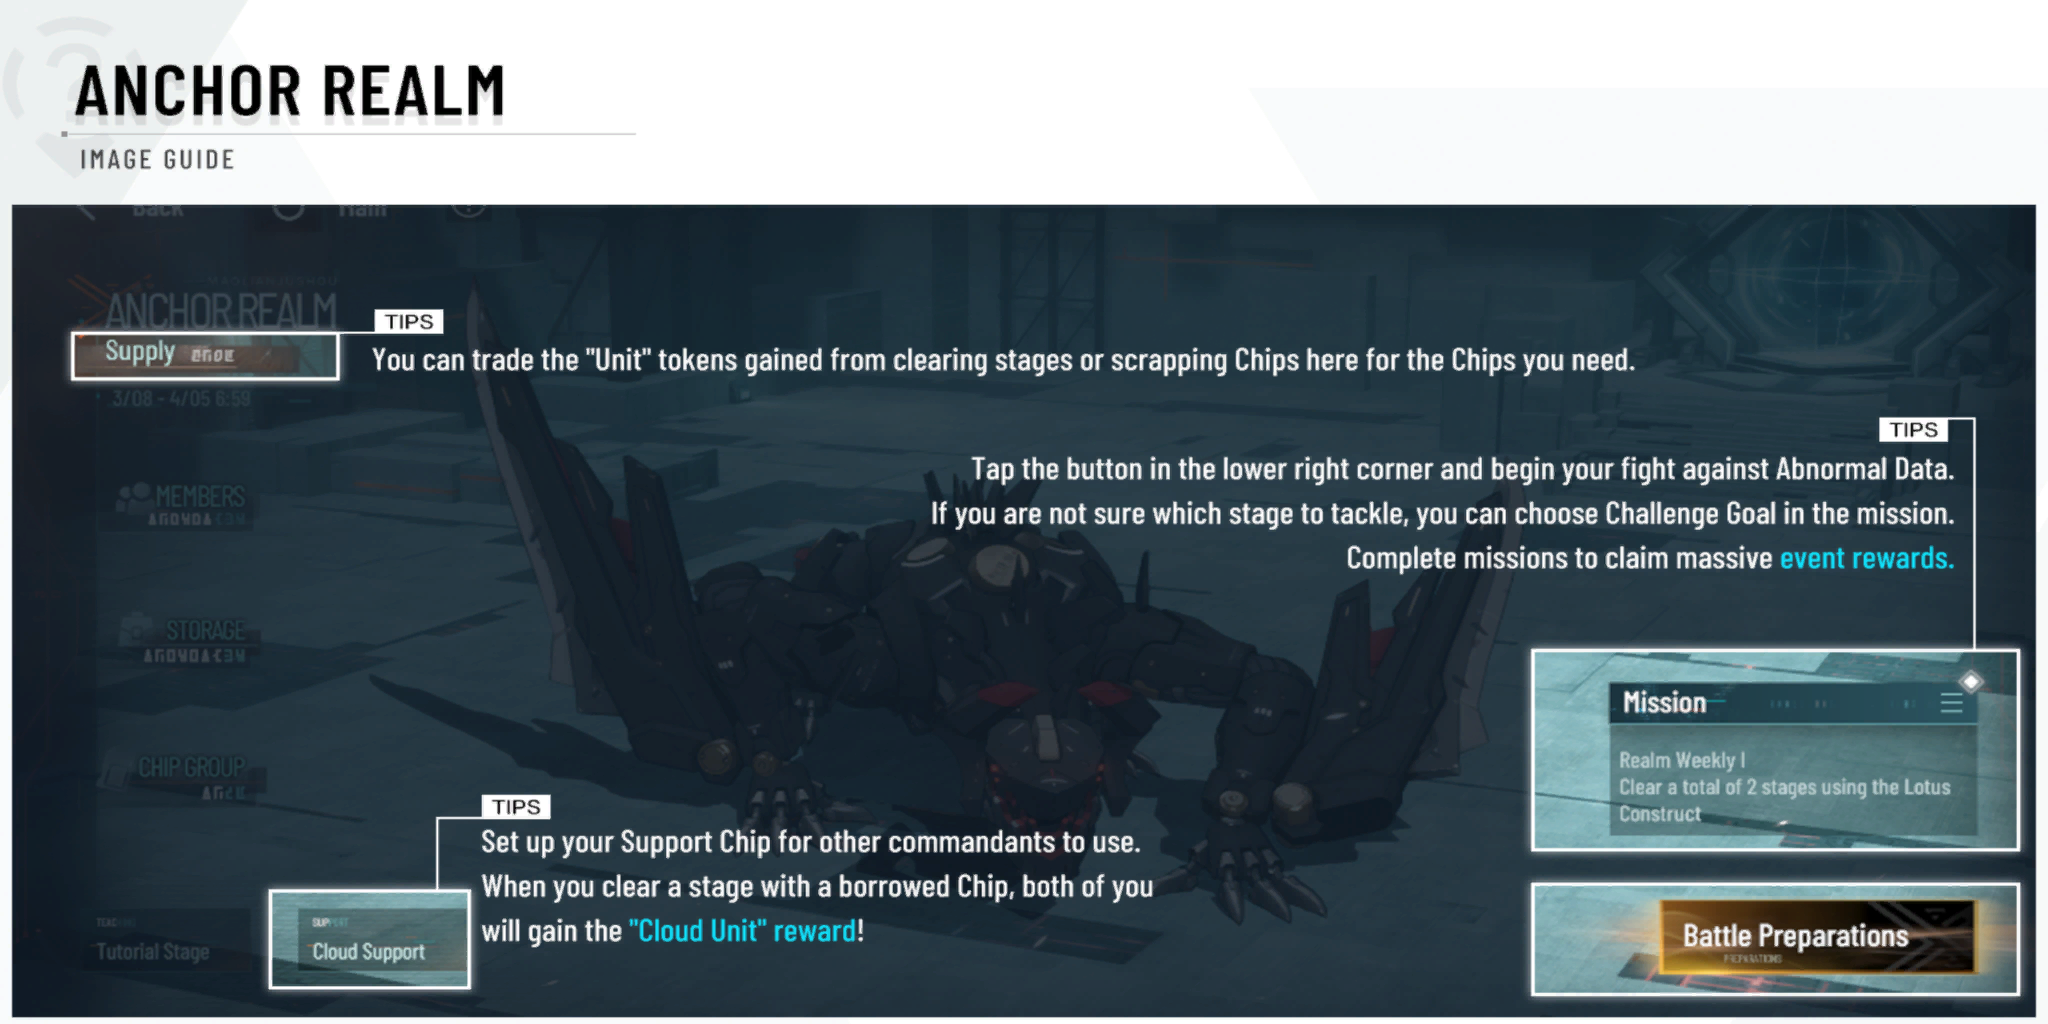 ANCHOR REALM
IMAGE GUIDE
Back
Main
ANCHOR REALM
TIPS
Supply
You can trade the "Unit" tokens gained from clearing stages or scrapping Chips here for the Chips you need.
3/08 - 4/05 6:59
TIPS
Tap the button in the lower right corner and begin your fight against Abnormal Data.
If you are not sure which stage to tackle, you can choose Challenge Goal in the mission.
Complete missions to claim massive event rewards.
MEMBERS
STORAGE
Mission
Realm Weekly I
Clear a total of 2 stages using the Lotus
Construct
CHIP GROUP
TIPS
Set up your Support Chip for other commandants to use.
When you clear a stage with a borrowed Chip, both of you
will gain the "Cloud Unit" reward!
Tutorial Stage
SUPPORT
Cloud Support
Battle Preparations
PREPARATIONS